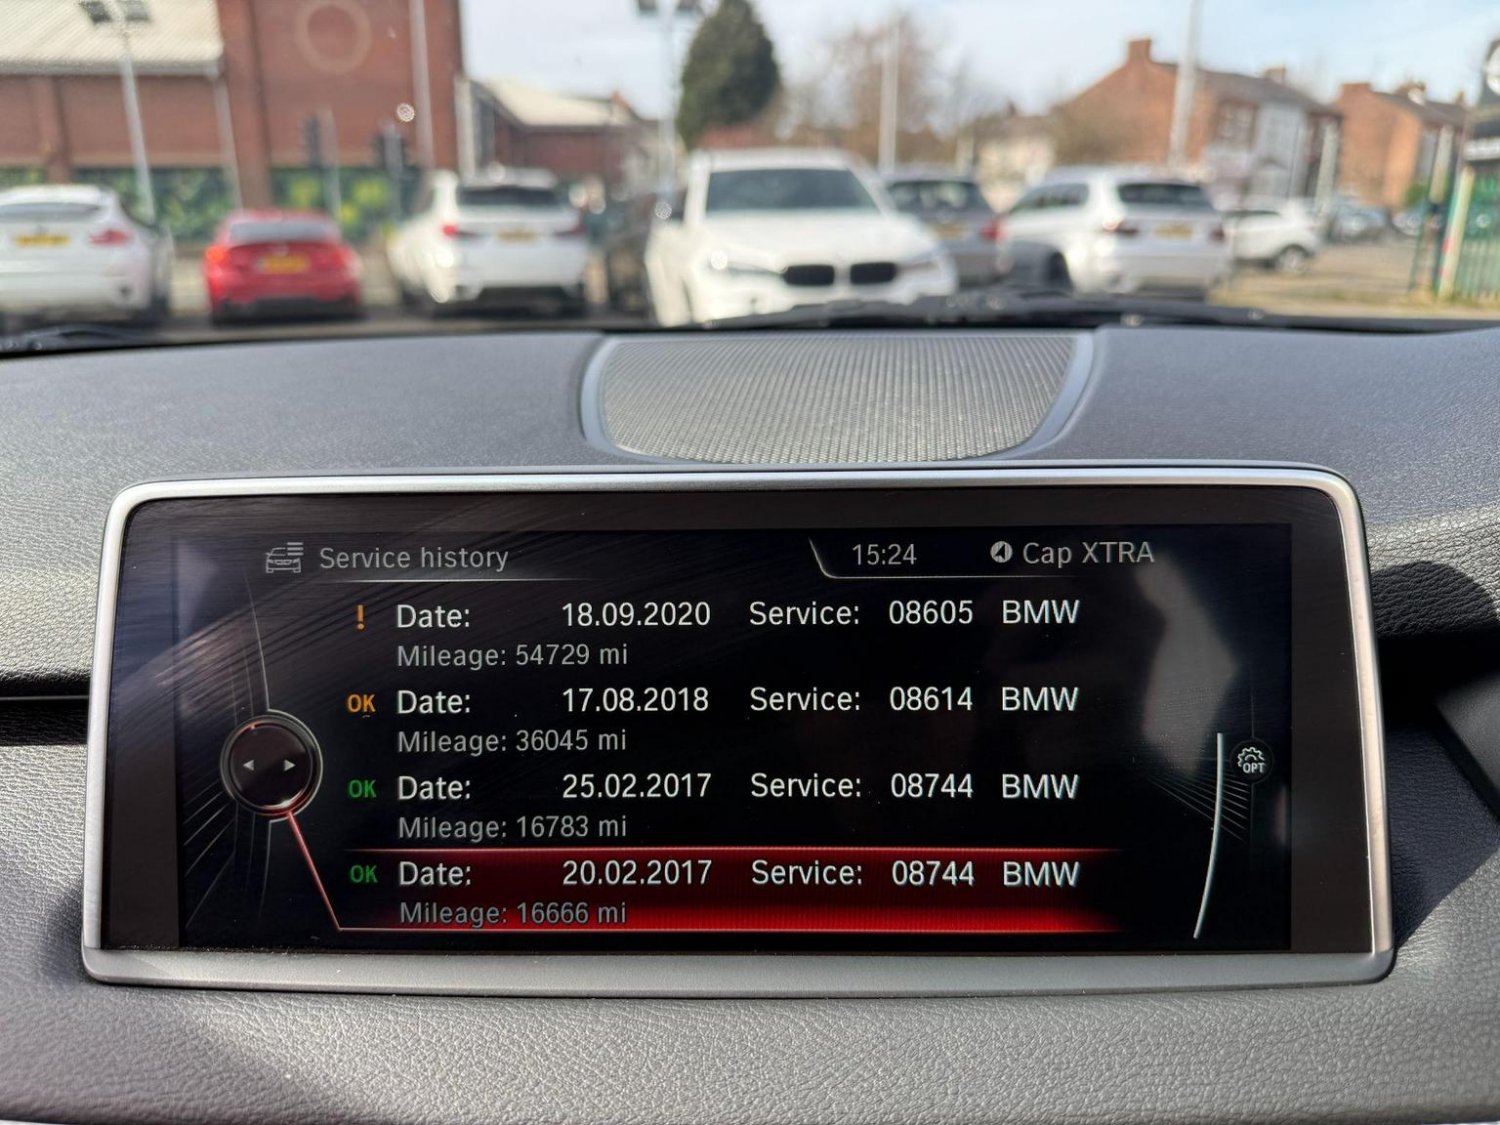 Service history 15:24 Cap XTRA
! Date: 18.09.2020 Service: 08605 BMW
Mileage: 54729 mi
OK Date: 17.08.2018 Service: 08614 BMW
Mileage: 36045 mi
OK Date: 25.02.2017 Service: 08744 BMW
Mileage: 16783 mi
OPT
OK Date: 20.02.2017 Service: 08744 BMW
Mileage: 16666 mi